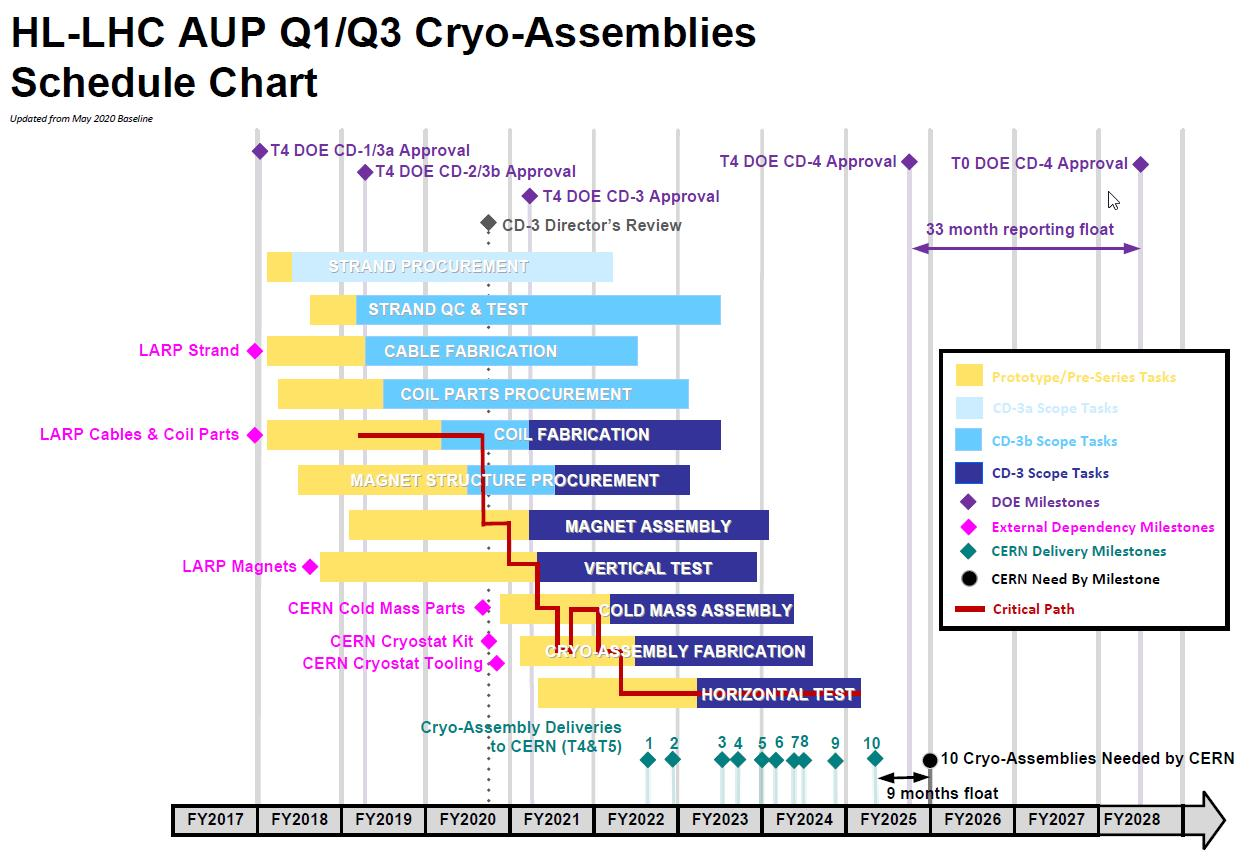 HL-LHC AUP Q1/Q3 Cryo-Assemblies
Schedule Chart
Updated from May 2020 Baseline
T4 DOE CD-1/3a Approval
T4 DOE CD-2/3b Approval
T4 DOE CD-4 Approval
T0 DOE CD-4 Approval
T4 DOE CD-3 Approval
CD-3 Director's Review
33 month reporting float
STRAND PROCUREMENT
STRAND QC & TEST
LARP Strand
CABLE FABRICATION
COIL PARTS PROCUREMENT
LARP Cables & Coil Parts
COIL FABRICATION
MAGNET STRUCTURE PROCUREMENT
MAGNET ASSEMBLY
LARP Magnets
VERTICAL TEST
CERN Cold Mass Parts
COLD MASS ASSEMBLY
CERN Cryostat Kit
CRYO-ASSEMBLY FABRICATION
CERN Cryostat Tooling
HORIZONTAL TEST
Prototype/Pre-Series Tasks
CD-3a Scope Tasks
CD-3b Scope Tasks
CD-3 Scope Tasks
DOE Milestones
External Dependency Milestones
CERN Delivery Milestones
CERN Need By Milestone
Critical Path
Cryo-Assembly Deliveries
to CERN (T4&T5)
1 2 3 4 5 6 7 8 9 10
10 Cryo-Assemblies Needed by CERN
9 months float
FY2017 FY2018 FY2019 FY2020 FY2021 FY2022 FY2023 FY2024 FY2025 FY2026 FY2027 FY2028